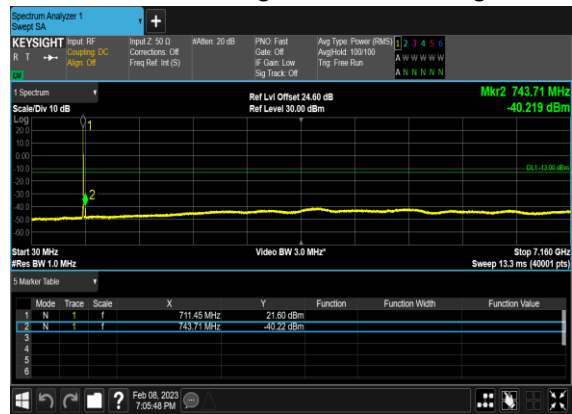 Spectrum Analyzer 1
Swept SA
+
KEYSIGHT Input: RF Input Z: 50 Ω #Atten: 20 dB PNO: Fast Avg Type: Power (RMS) 1 2 3 4 5 6
R T Coupling: DC Corrections: Off Gate: Off Avg|Hold: 100/100 A W W W W W
Align: Off Freq Ref: Int (S) IF Gain: Low Trig: Free Run
Sig Track: Off A N N N N N
1 Spectrum Ref Lvl Offset 24.60 dB Mkr2 743.71 MHz
Scale/Div 10 dB Ref Level 30.00 dBm -40.219 dBm
Log
1
20.0
10.0
0.00
-10.0 DL1 -13.00 dBm
-20.0
-30.0
2
-40.0
-50.0
-60.0
Start 30 MHz Video BW 3.0 MHz* Stop 7.160 GHz
#Res BW 1.0 MHz Sweep 13.3 ms (40001 pts)
5 Marker Table
Mode Trace Scale X Y Function Function Width Function Value
1 N 1 f 711.45 MHz 21.60 dBm
2 N 1 f 743.71 MHz -40.22 dBm
3
4
5
6
? Feb 08, 2023
7:05:48 PM